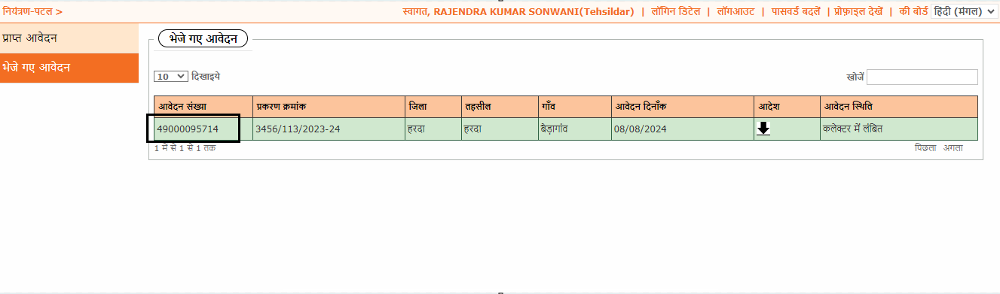 नियंत्रण-पटल > स्वागत, RAJENDRA KUMAR SONWANI(Tehsildar) | लॉगिन डिटेल | लॉगआउट | पासवर्ड बदलें | प्रोफ़ाइल देखें | की बोर्ड हिंदी (मंगल)
प्राप्त आवेदन
भेजे गए आवेदन
भेजे गए आवेदन
10 दिखाइये खोजें
आवेदन संख्या प्रकरण क्रमांक जिला तहसील गाँव आवेदन दिनाँक आदेश आवेदन स्थिति
49000095714 3456/113/2023-24 हरदा हरदा बैड़ागांव 08/08/2024 कलेक्टर में लंबित
1 में से 1 से 1 तक पिछला अगला